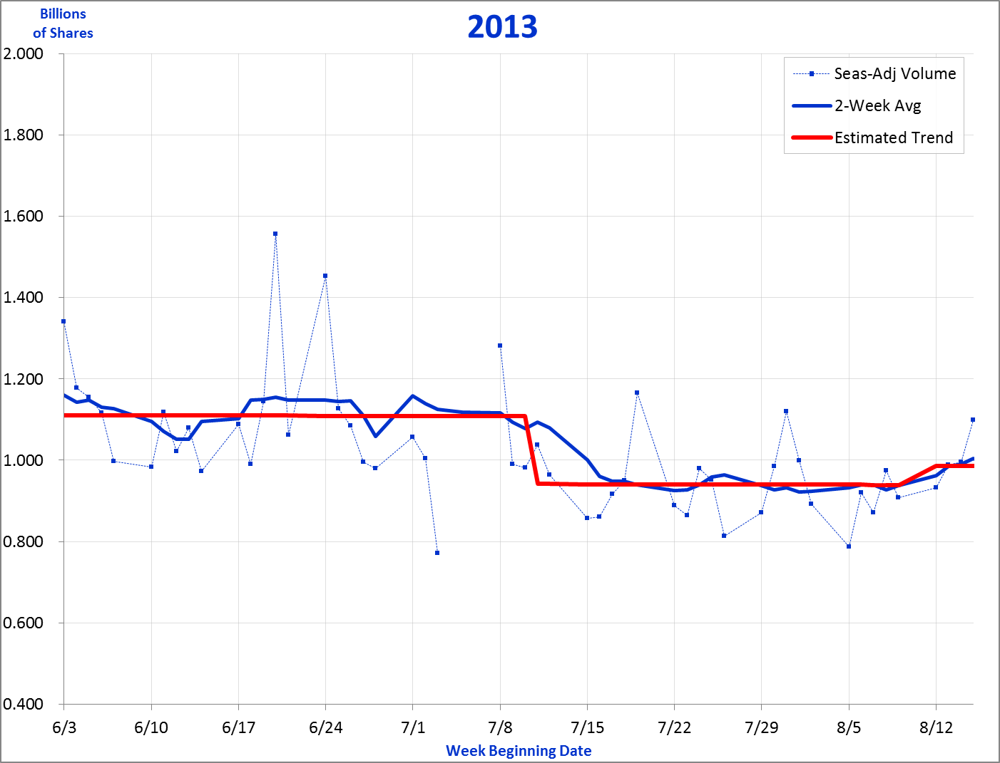 Billions
of Shares
2013
2.000
1.800
1.600
1.400
1.200
1.000
0.800
0.600
0.400
Seas-Adj Volume
2-Week Avg
Estimated Trend
6/3 6/10 6/17 6/24 7/1 7/8 7/15 7/22 7/29 8/5 8/12
Week Beginning Date